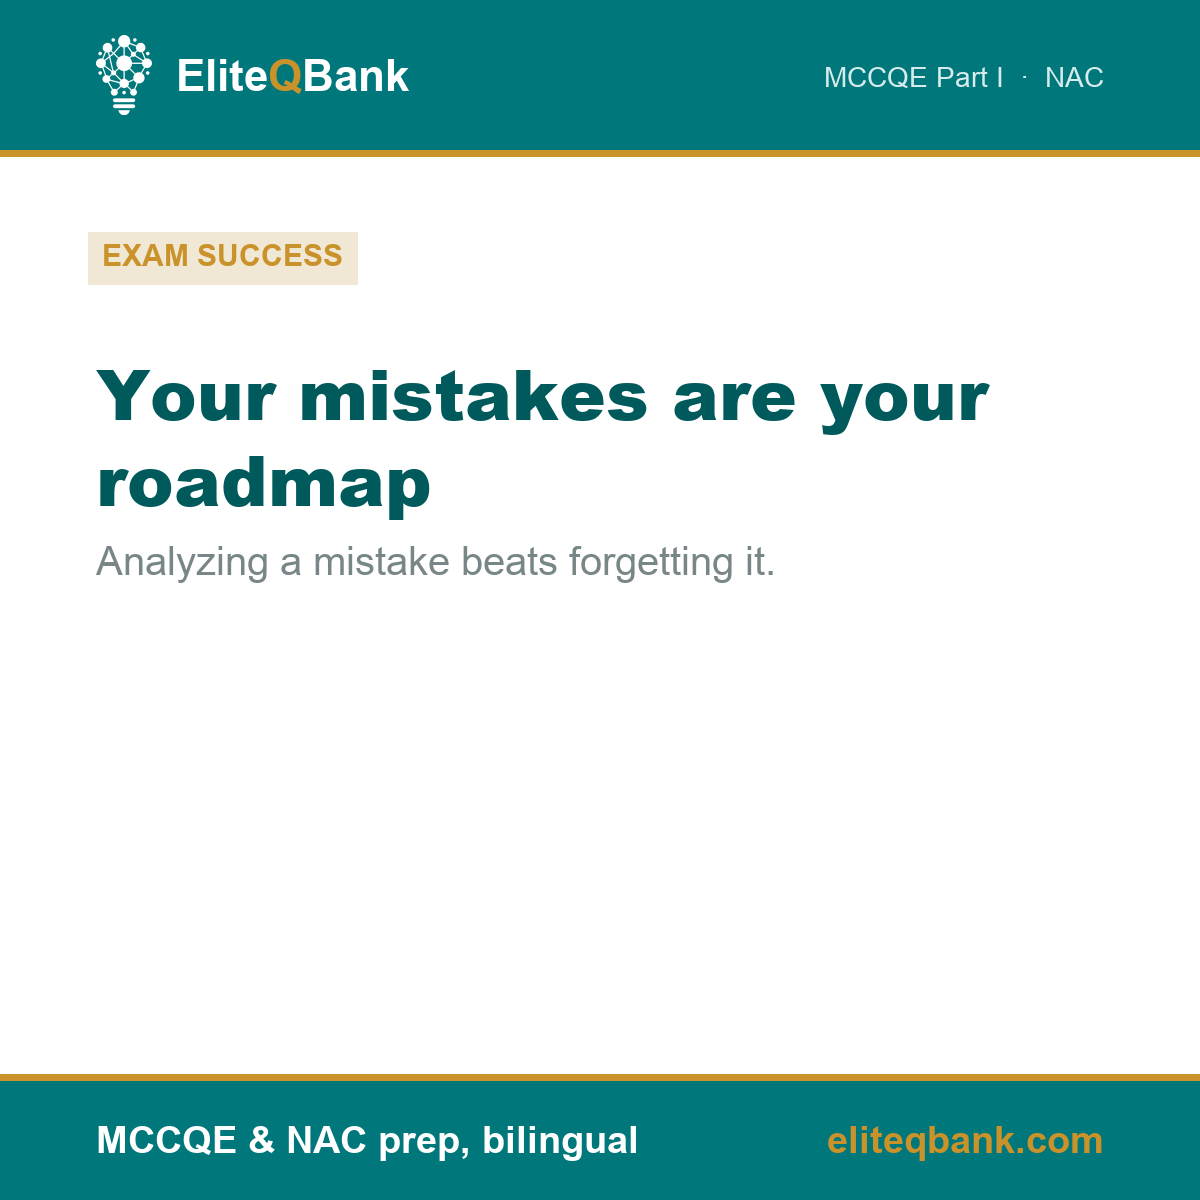 EliteQBank
MCCQE Part I · NAC
EXAM SUCCESS
Your mistakes are your
roadmap
Analyzing a mistake beats forgetting it.
MCCQE & NAC prep, bilingual
eliteqbank.com